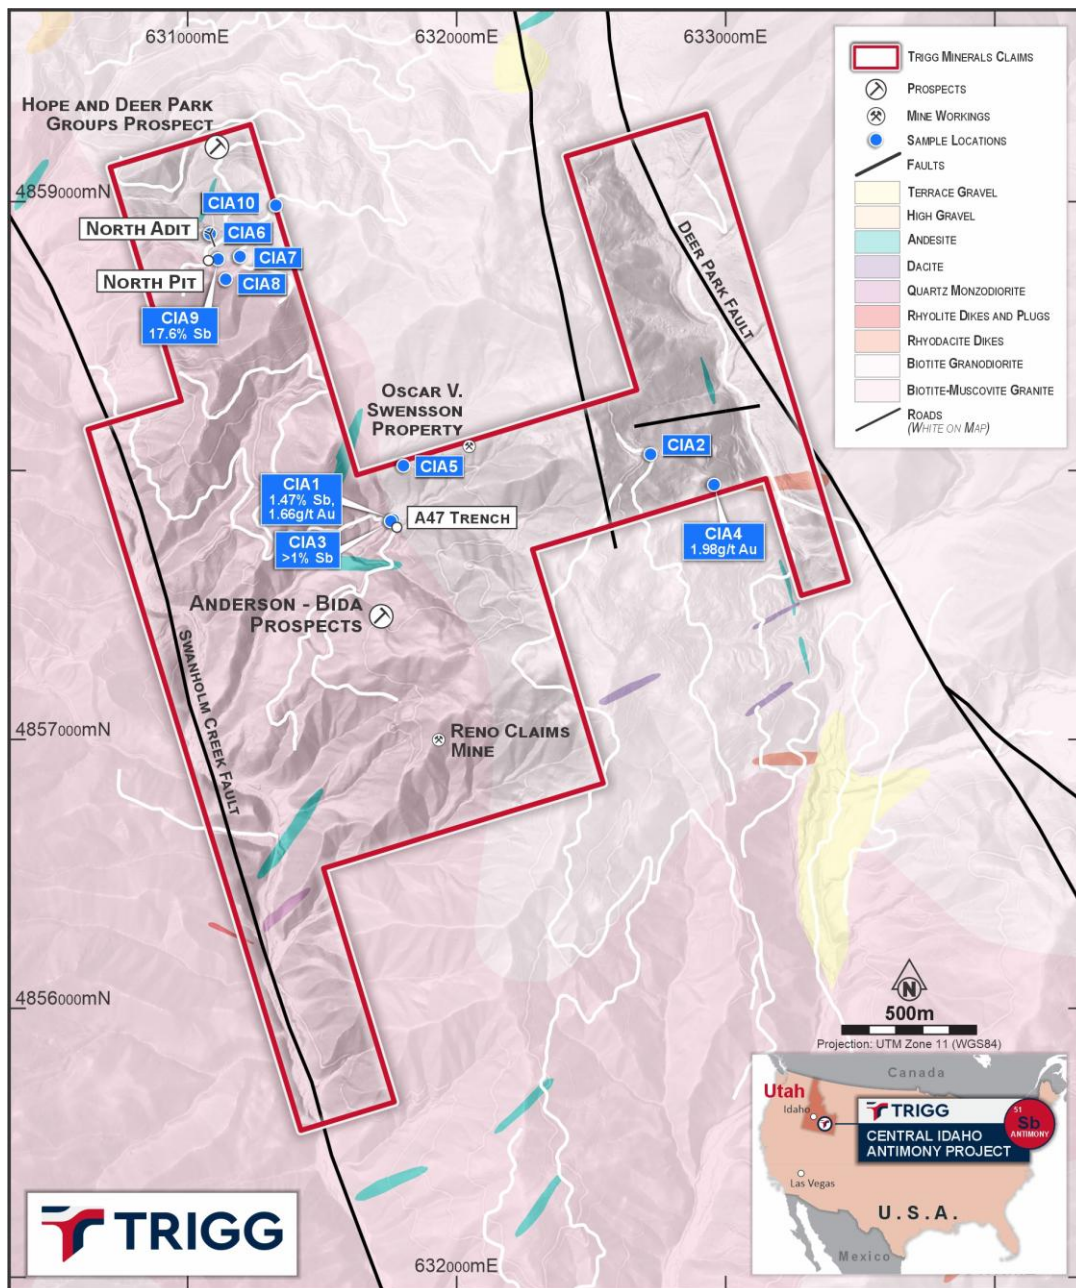 631000mE
632000mE
633000mE
4859000mN
4857000mN
4856000mN
632000mE
HOPE AND DEER PARK
GROUPS PROSPECT
CIA10
NORTH ADIT
CIA6
CIA7
NORTH PIT
CIA8
CIA9
17.6% Sb
OSCAR V.
SWENSSON
PROPERTY
CIA5
CIA1
1.47% Sb,
1.66g/t Au
A47 TRENCH
CIA3
>1% Sb
ANDERSON - BIDA
PROSPECTS
RENO CLAIMS
MINE
SWANHOLM CREEK FAULT
DEER PARK FAULT
CIA2
CIA4
1.98g/t Au
TRIGG MINERALS CLAIMS
PROSPECTS
MINE WORKINGS
SAMPLE LOCATIONS
FAULTS
TERRACE GRAVEL
HIGH GRAVEL
ANDESITE
DACITE
QUARTZ MONZODIORITE
RHYOLITE DIKES AND PLUGS
RHYODACITE DIKES
BIOTITE GRANODIORITE
BIOTITE-MUSCOVITE GRANITE
ROADS
(WHITE ON MAP)
N
500m
Projection: UTM Zone 11 (WGS84)
Canada
Utah
Idaho
TRIGG
CENTRAL IDAHO
ANTIMONY PROJECT
51
Sb
ANTIMONY
Las Vegas
U.S.A.
Mexico
TRIGG